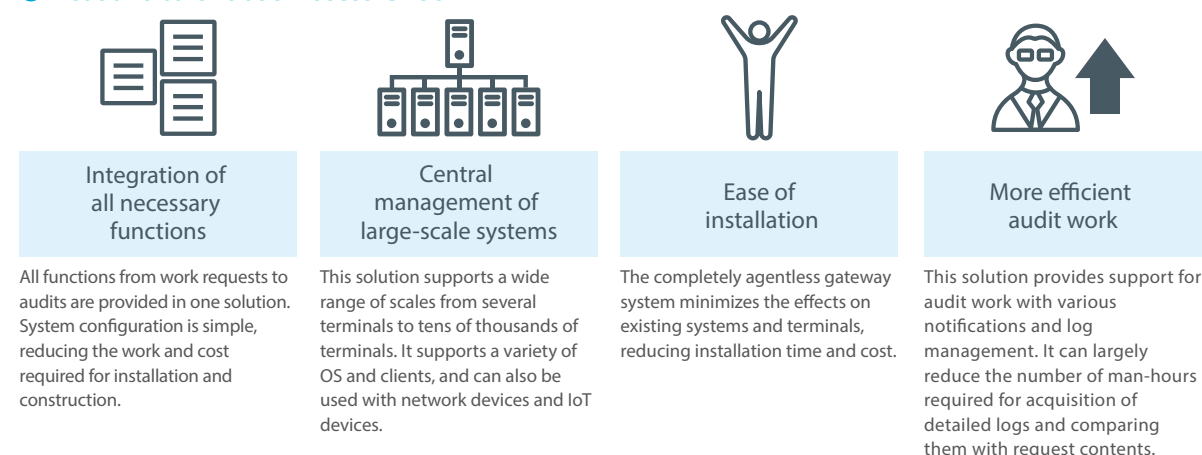 Integration of
all necessary
functions
All functions from work requests to
audits are provided in one solution.
System configuration is simple,
reducing the work and cost
required for installation and
construction.
Central
management of
large-scale systems
This solution supports a wide
range of scales from several
terminals to tens of thousands of
terminals. It supports a variety of
OS and clients, and can also be
used with network devices and IoT
devices.
Ease of
installation
The completely agentless gateway
system minimizes the effects on
existing systems and terminals,
reducing installation time and cost.
More efficient
audit work
This solution provides support for
audit work with various
notifications and log
management. It can largely
reduce the number of man-hours
required for acquisition of
detailed logs and comparing
them with request contents.